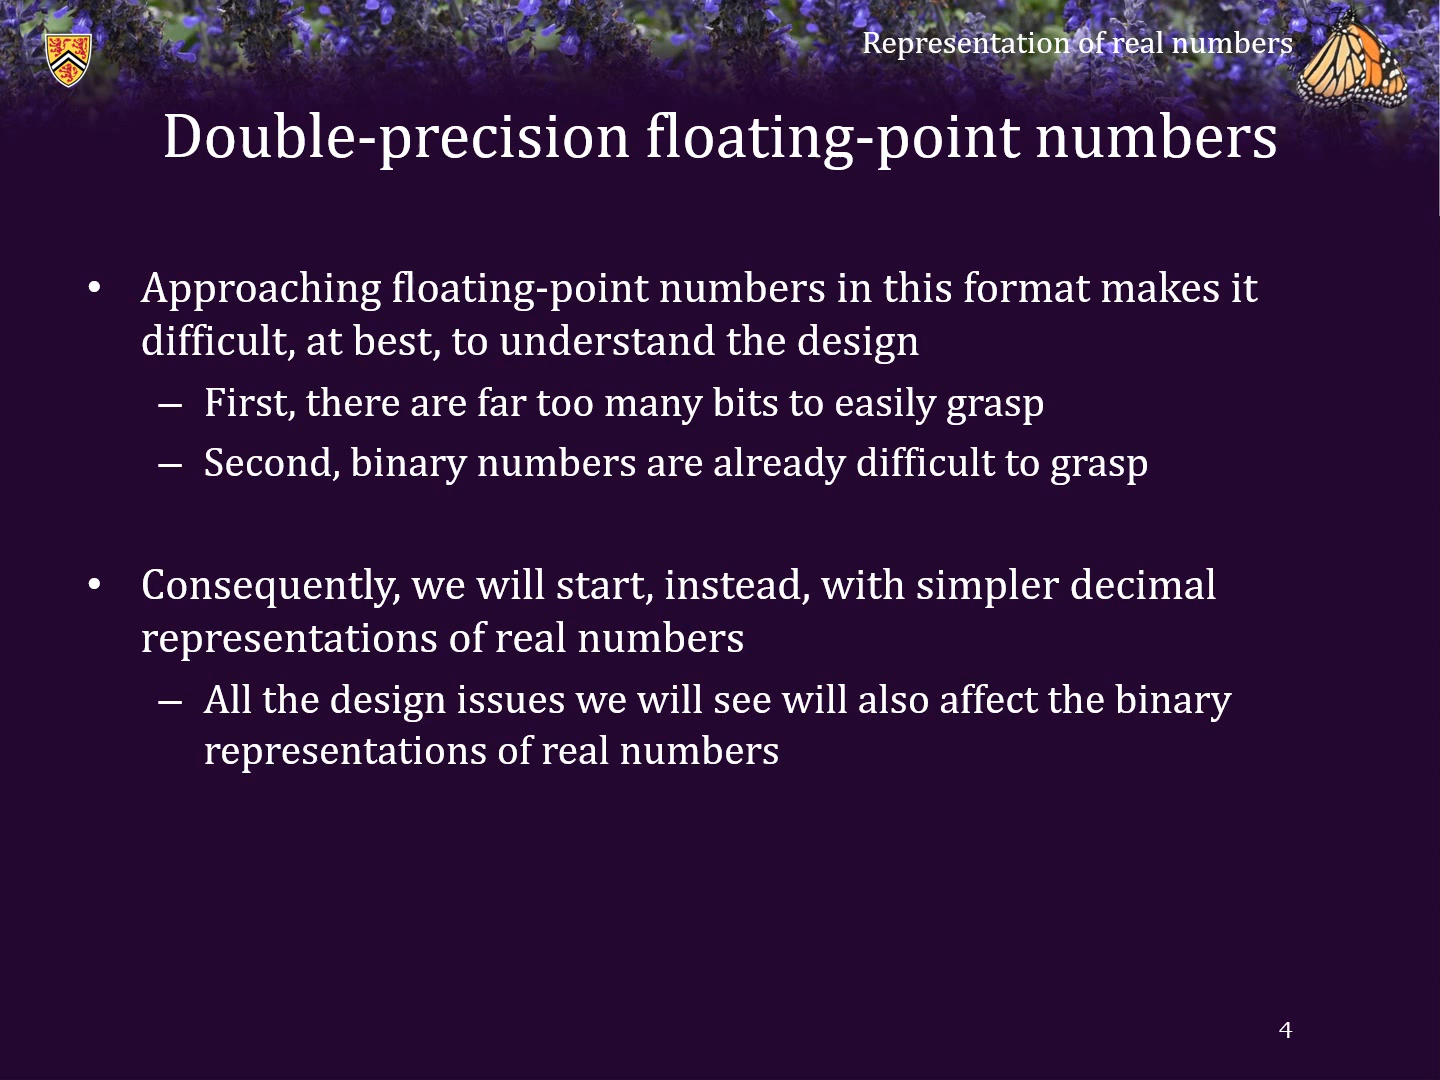 Representation of real numbers
Double-precision floating-point numbers
• Approaching floating-point numbers in this format makes it
difficult, at best, to understand the design
– First, there are far too many bits to easily grasp
– Second, binary numbers are already difficult to grasp
• Consequently, we will start, instead, with simpler decimal
representations of real numbers
– All the design issues we will see will also affect the binary
representations of real numbers
4